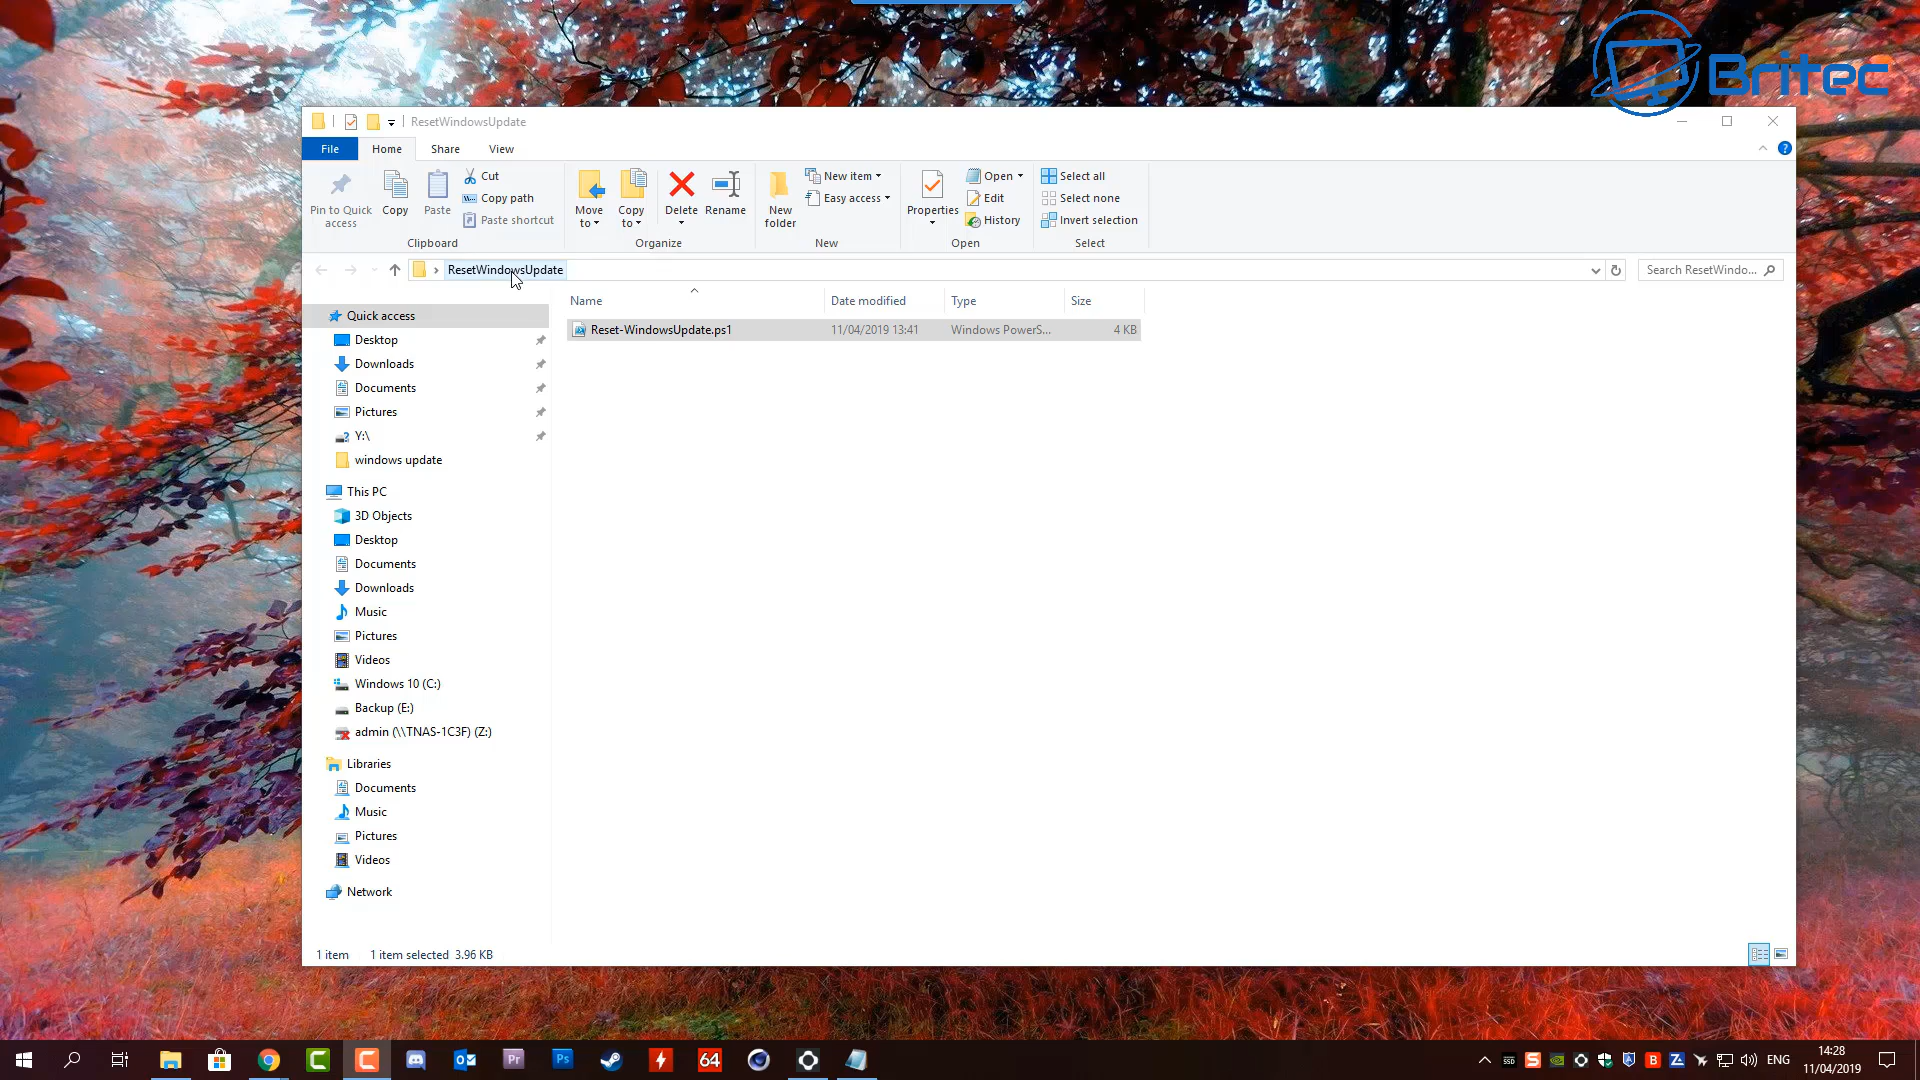 Britec
ResetWindowsUpdate
File Home Share View
Pin to Quick access
Copy
Paste
Cut
Copy path
Paste shortcut
Clipboard
Move to
Copy to
Delete
Rename
Organize
New folder
New item
Easy access
New
Properties
Open
Edit
History
Open
Select all
Select none
Invert selection
Select
ResetWindowsUpdate
Search ResetWindo...
Name Date modified Type Size
Reset-WindowsUpdate.ps1 11/04/2019 13:41 Windows PowerS... 4 KB
Quick access
Desktop
Downloads
Documents
Pictures
Y:\
windows update
This PC
3D Objects
Desktop
Documents
Downloads
Music
Pictures
Videos
Windows 10 (C:)
Backup (E:)
admin (\\TNAS-1C3F) (Z:)
Libraries
Documents
Music
Pictures
Videos
Network
1 item 1 item selected 3.96 KB
Pr Ps 64
SSD S B Z ENG
14:28
11/04/2019